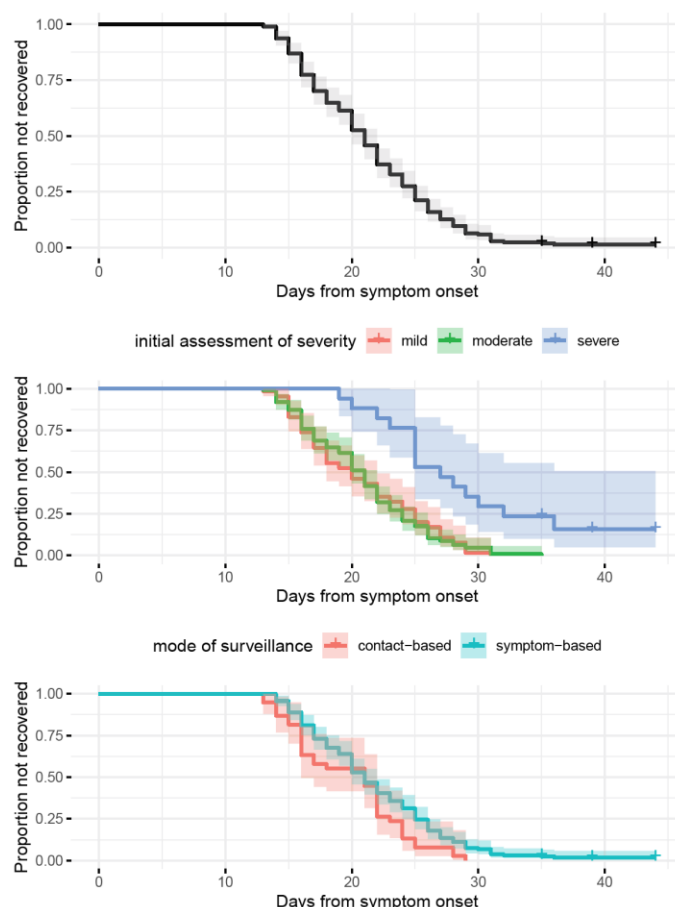 1.00
0.75
0.50
0.25
0.00
Proportion not recovered
0 10 20 30 40
Days from symptom onset
initial assessment of severity mild moderate severe
1.00
0.75
0.50
0.25
0.00
Proportion not recovered
0 10 20 30 40
Days from symptom onset
mode of surveillance contact-based symptom-based
1.00
0.75
0.50
0.25
0.00
Proportion not recovered
0 10 20 30 40
Days from symptom onset